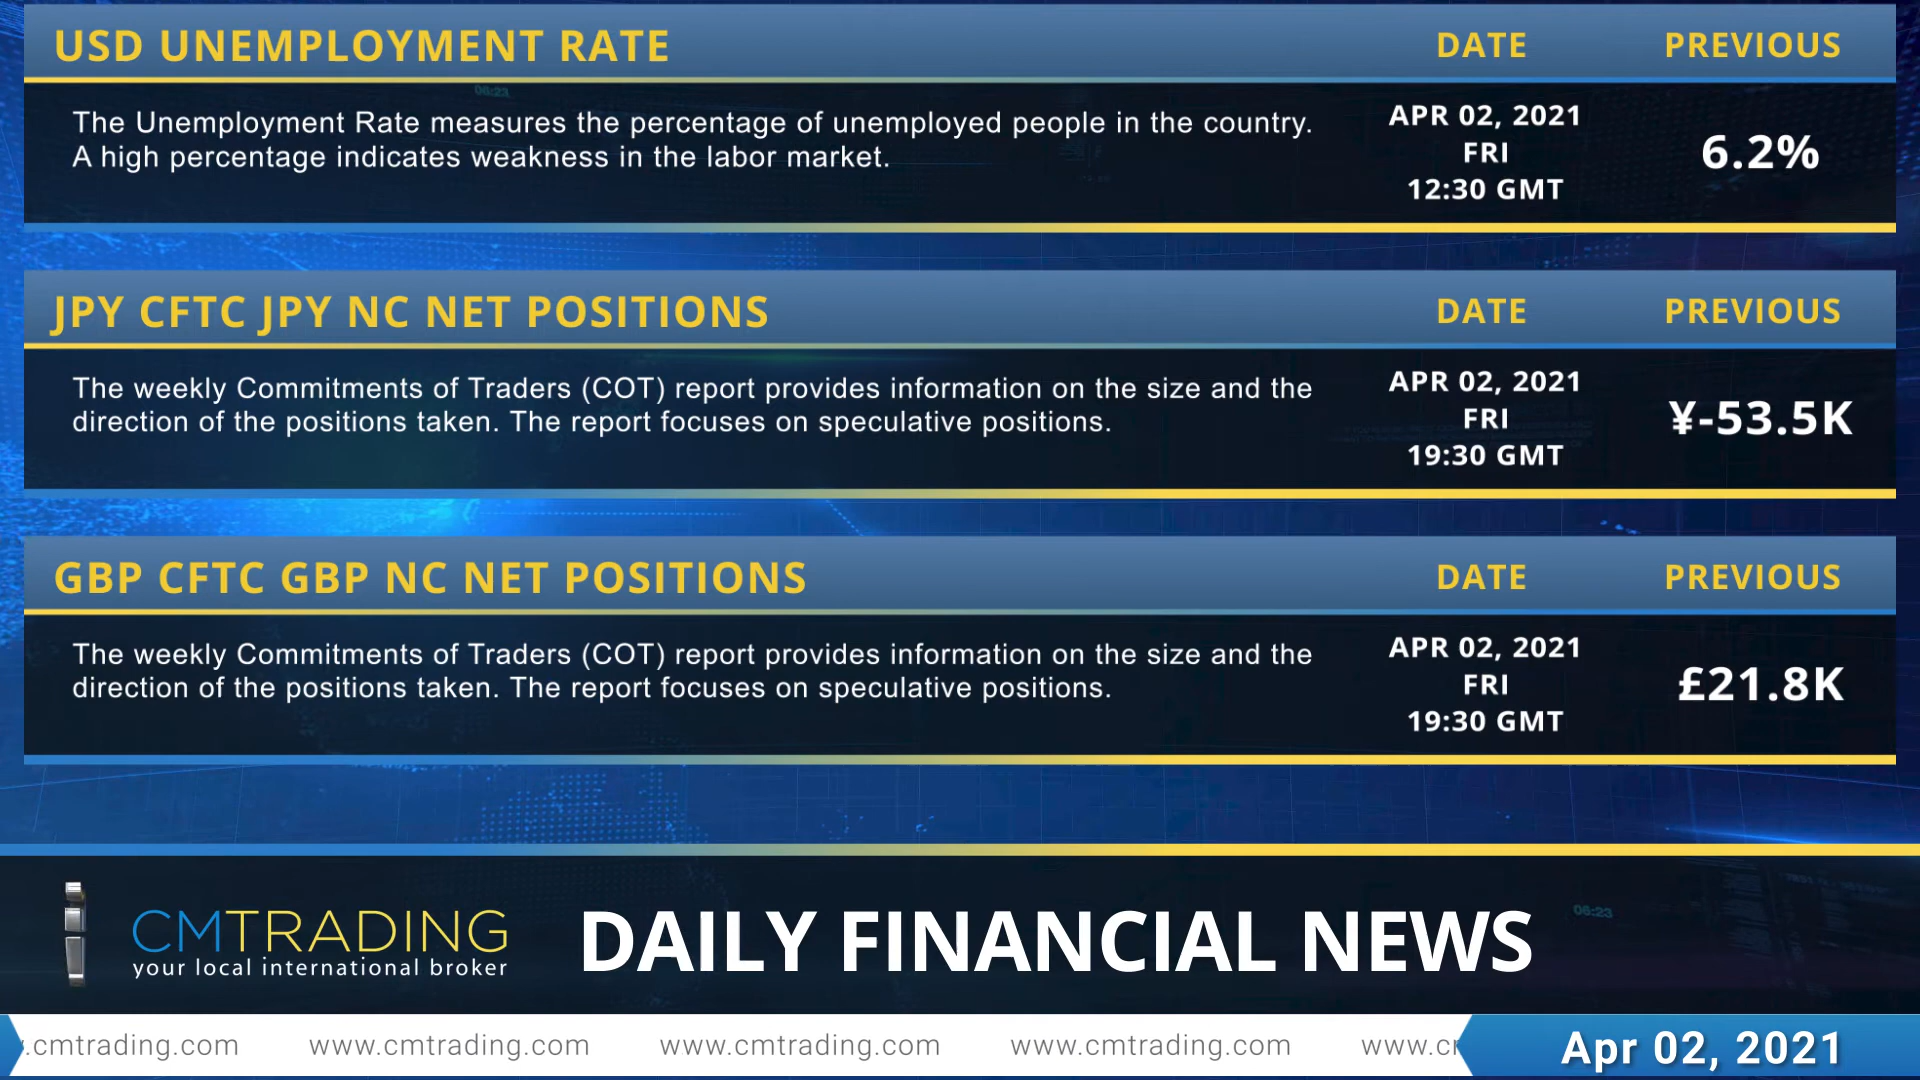 USD UNEMPLOYMENT RATE
DATE
PREVIOUS
06:23
The Unemployment Rate measures the percentage of unemployed people in the country.
A high percentage indicates weakness in the labor market.
APR 02, 2021
FRI
12:30 GMT
6.2%
JPY CFTC JPY NC NET POSITIONS
DATE
PREVIOUS
The weekly Commitments of Traders (COT) report provides information on the size and the
direction of the positions taken. The report focuses on speculative positions.
APR 02, 2021
FRI
19:30 GMT
¥-53.5K
GBP CFTC GBP NC NET POSITIONS
DATE
PREVIOUS
The weekly Commitments of Traders (COT) report provides information on the size and the
direction of the positions taken. The report focuses on speculative positions.
APR 02, 2021
FRI
19:30 GMT
£21.8K
CMTRADING
your local international broker
DAILY FINANCIAL NEWS
06:23
.cmtrading.com www.cmtrading.com www.cmtrading.com www.cmtrading.com www.c
Apr 02, 2021